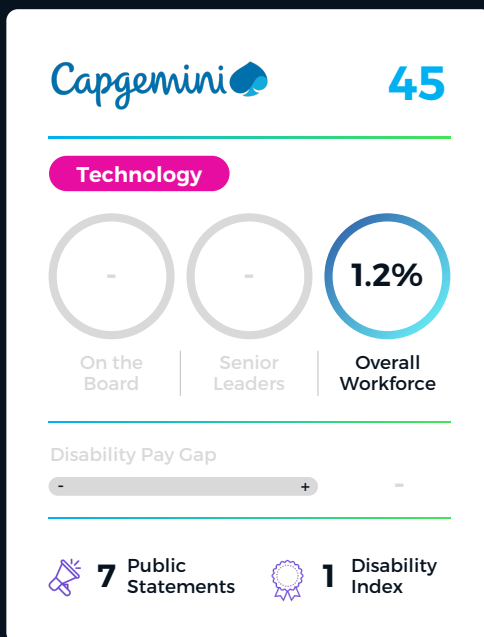 Capgemini
45
Technology
-
-
1.2%
On the
Board
Senior
Leaders
Overall
Workforce
Disability Pay Gap
- +
-
7 Public
Statements
1 Disability
Index